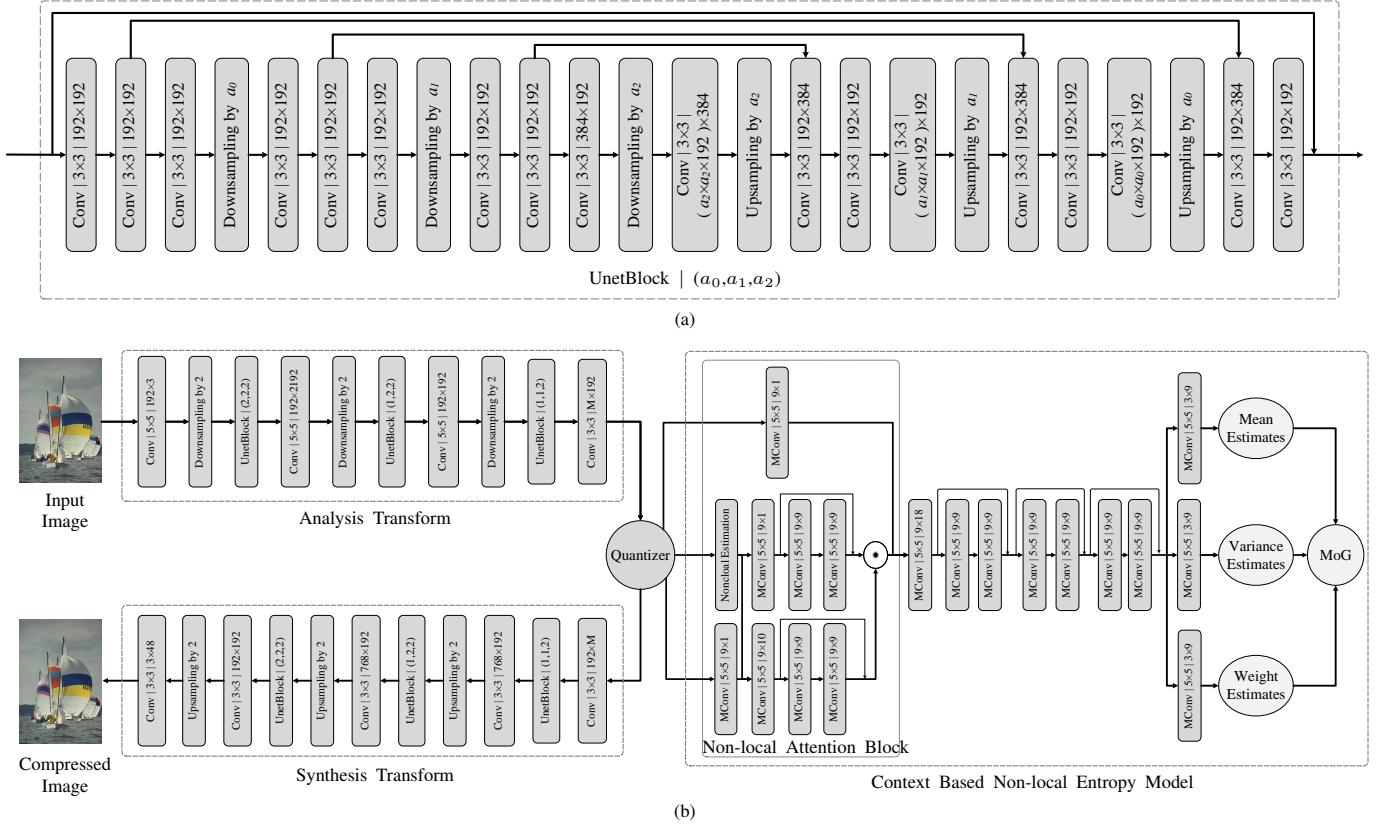 Conv | 3×3 | 192×192
Conv | 3×3 | 192×192
Conv | 3×3 | 192×192
Downsampling by a0
Conv | 3×3 | 192×192
Conv | 3×3 | 192×192
Conv | 3×3 | 192×192
Downsampling by a1
Conv | 3×3 | 192×192
Conv | 3×3 | 192×192
Conv | 3×3 | 384×192
Downsampling by a2
Conv | 3×3 |
( a2×a2×192 )×384
Upsampling by a2
Conv | 3×3 | 192×384
Conv | 3×3 | 192×192
Conv | 3×3 |
( a1×a1×192 )×192
Upsampling by a1
Conv | 3×3 | 192×384
Conv | 3×3 | 192×192
Conv | 3×3 |
( a0×a0×192 )×192
Upsampling by a0
Conv | 3×3 | 192×384
Conv | 3×3 | 192×192
UnetBlock | (a0,a1,a2)
(a)
Input
Image
Conv | 5×5 | 192×3
Downsampling by 2
UnetBlock | (2,2,2)
Conv | 5×5 | 192×2192
Downsampling by 2
UnetBlock | (1,2,2)
Conv | 5×5 | 192×192
Downsampling by 2
UnetBlock | (1,1,2)
Conv | 3×3 | M×192
Analysis Transform
Quantizer
Compressed
Image
Conv | 3×3 | 3×48
Upsampling by 2
Conv | 3×3 | 192×192
UnetBlock | (2,2,2)
Upsampling by 2
Conv | 3×3 | 768×192
UnetBlock | (1,2,2)
Upsampling by 2
Conv | 3×3 | 768×192
UnetBlock | (1,1,2)
Conv | 3×3 | 192×M
Synthesis Transform
MConv | 5×5 | 9×1
Noncloal Estimation
MConv | 5×5 | 9×1
MConv | 5×5 | 9×9
MConv | 5×5 | 9×9
MConv | 5×5 | 9×1
MConv | 5×5 | 9×10
MConv | 5×5 | 9×9
MConv | 5×5 | 9×9
Non-local Attention Block
MConv | 5×5 | 9×18
MConv | 5×5 | 9×9
MConv | 5×5 | 9×9
MConv | 5×5 | 9×9
MConv | 5×5 | 9×9
MConv | 5×5 | 9×9
MConv | 5×5 | 9×9
MConv | 5×5 | 3×9
Mean
Estimates
MConv | 5×5 | 3×9
Variance
Estimates
MoG
MConv | 5×5 | 3×9
Weight
Estimates
Context Based Non-local Entropy Model
(b)